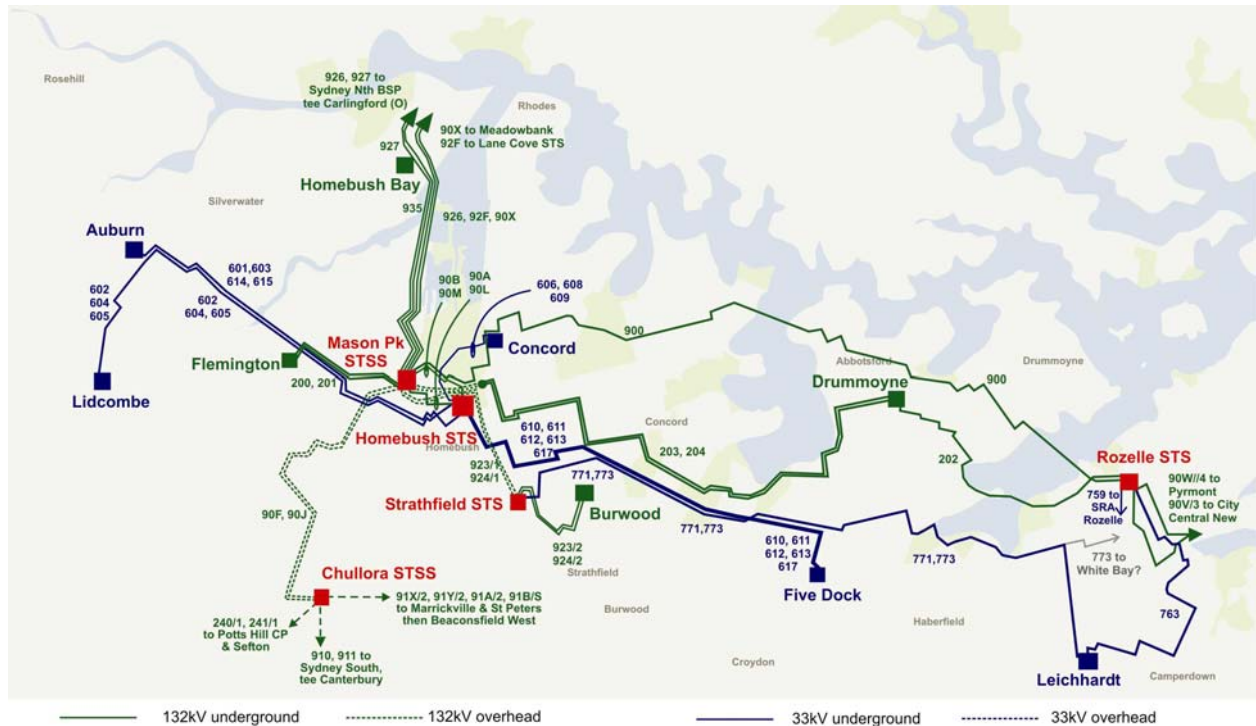 Rosehill
926, 927 to
Sydney Nth BSP
tee Carlingford (O)
Rhodes
90X to Meadowbank
92F to Lane Cove STS
927
Homebush Bay
Silverwater
935
926, 92F, 90X
Auburn
601,603
614, 615
602
604
605
602
604, 605
90B
90M
90A
90L
606, 608
609
900
Mason Pk
STSS
Concord
Flemington
200, 201
Abbotsford
Drummoyne
Drummoyne
900
Lidcombe
Homebush STS
Homebush
610, 611
612, 613
617
Concord
203, 204
202
Rozelle STS
923/1
924/1
771,773
759 to
SRA
Rozelle
90W//4 to
Pyrmont
90V/3 to City
Central New
Strathfield STS
Burwood
90F, 90J
771,773
923/2
924/2
610, 611
612, 613
617
771,773
773 to
White Bay?
Strathfield
Chullora STSS
Five Dock
91X/2, 91Y/2, 91A/2, 91B/S
to Marrickville & St Peters
then Beaconsfield West
Burwood
Haberfield
763
240/1, 241/1
to Potts Hill CP
& Sefton
910, 911 to
Sydney South,
tee Canterbury
Croydon
Leichhardt
Camperdown
132kV underground
132kV overhead
33kV underground
33kV overhead